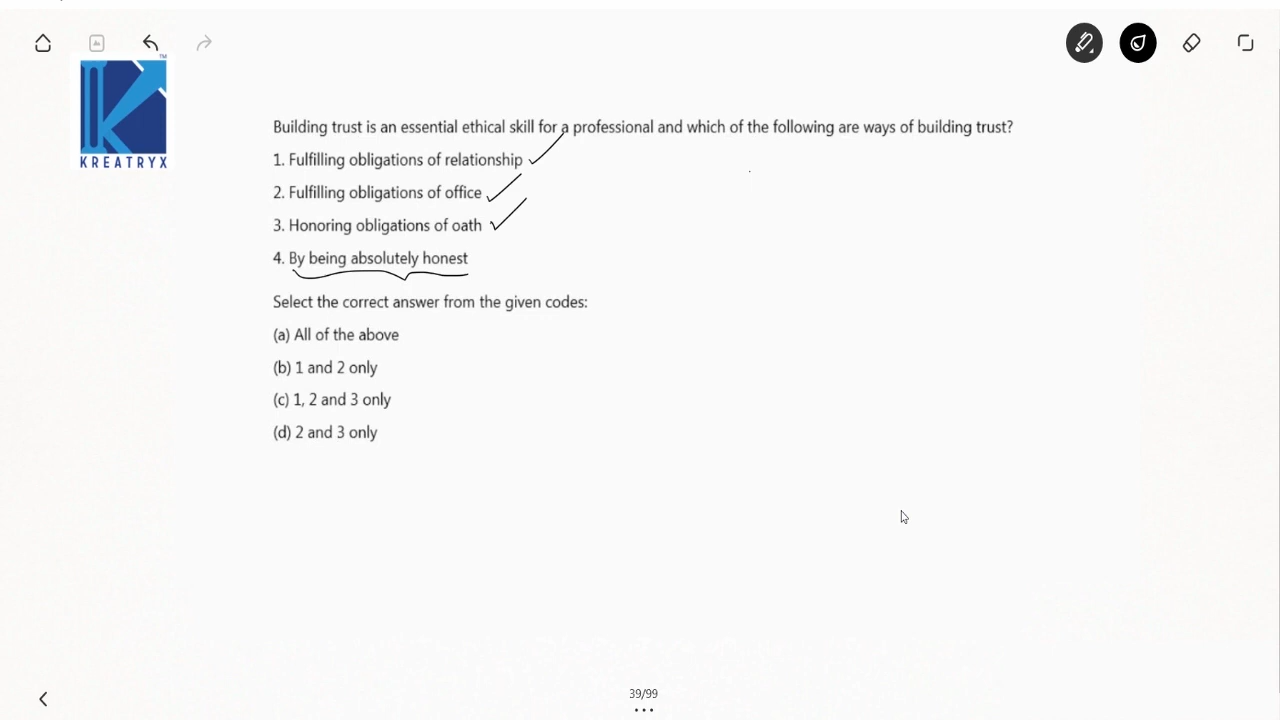 TM
KREATRYX
Building trust is an essential ethical skill for a professional and which of the following are ways of building trust?
1. Fulfilling obligations of relationship
2. Fulfilling obligations of office
3. Honoring obligations of oath
4. By being absolutely honest
Select the correct answer from the given codes:
(a) All of the above
(b) 1 and 2 only
(c) 1, 2 and 3 only
(d) 2 and 3 only
39/99